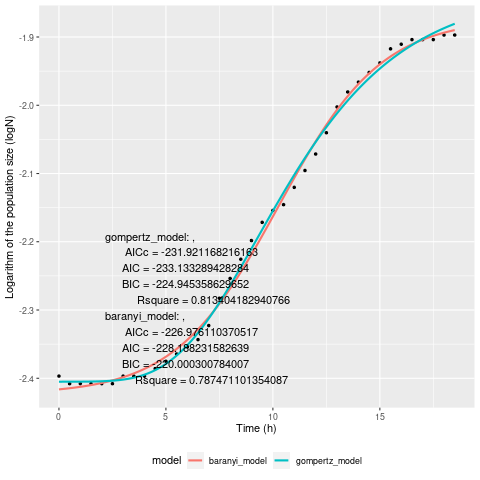 -1.9
-2.0
-2.1
-2.2
-2.3
-2.4
Logarithm of the population size (logN)
gompertz_model: ,
AICc = -231.921168216163
AIC = -233.133289428284
BIC = -224.945358629652
Rsquare = 0.813404182940766
baranyi_model: ,
AICc = -226.976110370517
AIC = -228.188231582639
BIC = -220.000300784007
Rsquare = 0.787471101354087
0 5 10 15
Time (h)
model baranyi_model gompertz_model